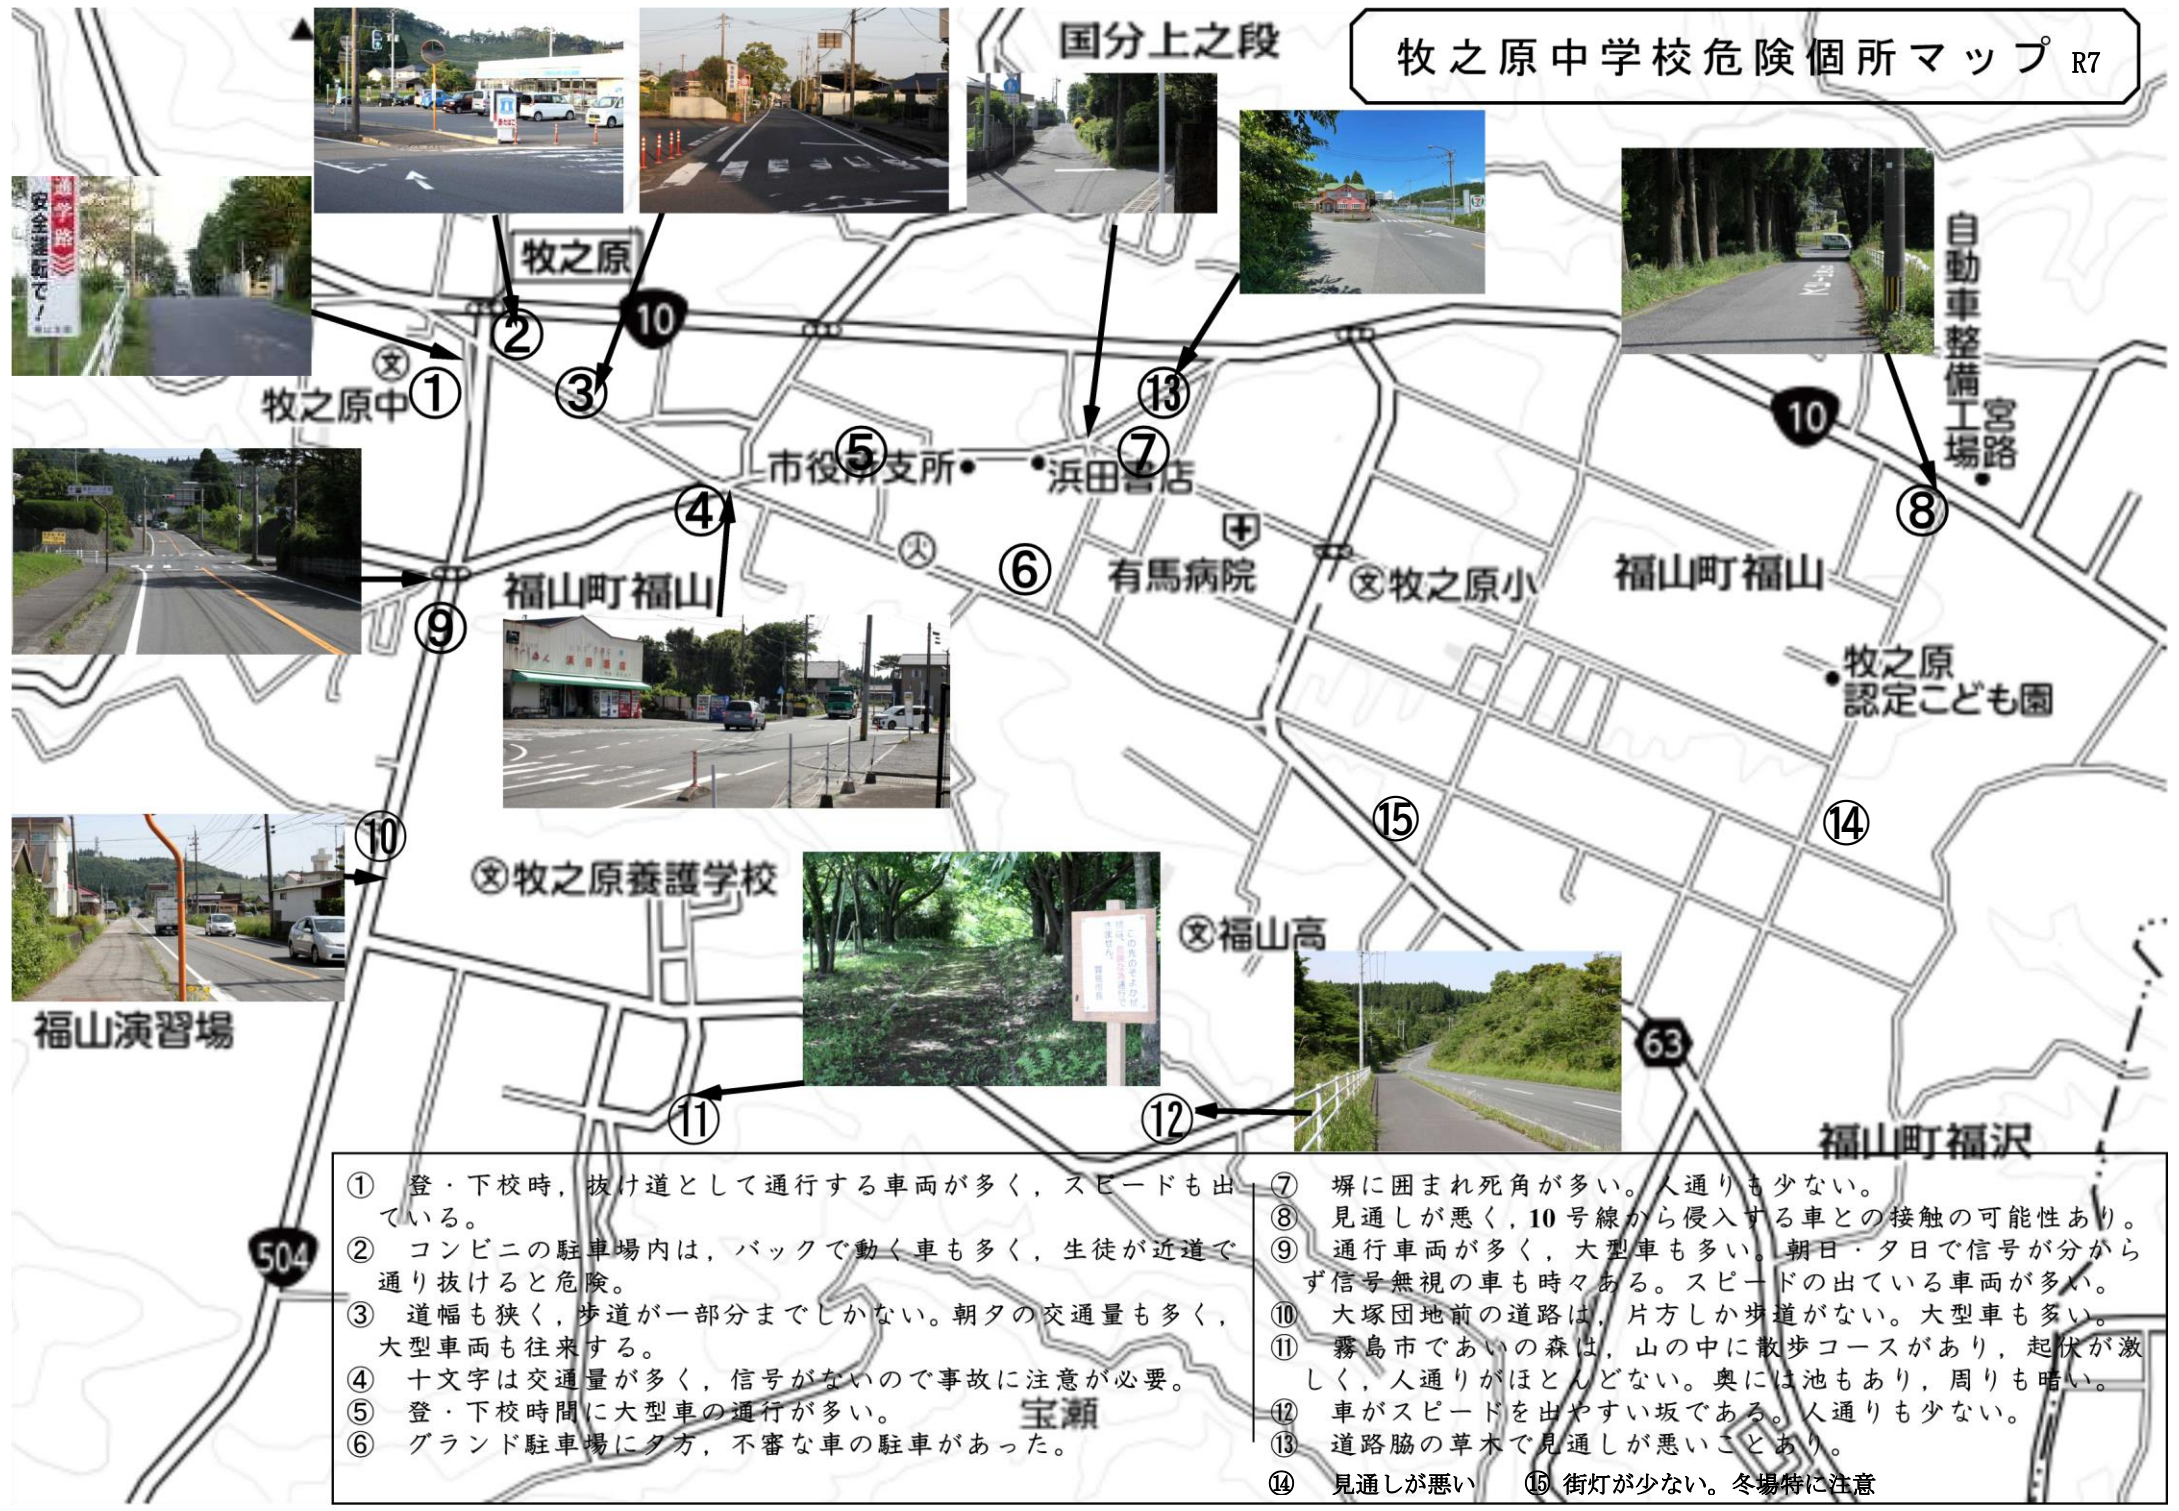 牧之原中学校危険個所マップ R7
国分上之段
通学路
安全運転で！
牧之原
10
②
①
③
⑬
文
牧之原中
自動車整備工場
宮路
10
⑤
市役所支所
⑦
浜田書店
④
⑧
火
⑥
有馬病院
文牧之原小
福山町福山
福山町福山
⑨
牧之原
認定こども園
⑩
⑮
⑭
文牧之原養護学校
文福山高
この先のそよかぜ
霧島市長
福山演習場
63
⑪
⑫
福山町福沢
504
宝瀬
①　登・下校時，抜け道として通行する車両が多く，スピードも出
ている。
②　コンビニの駐車場内は，バックで動く車も多く，生徒が近道で
通り抜けると危険。
③　道幅も狭く，歩道が一部分までしかない。朝夕の交通量も多く，
大型車両も往来する。
④　十文字は交通量が多く，信号がないので事故に注意が必要。
⑤　登・下校時間に大型車の通行が多い。
⑥　グランド駐車場に夕方，不審な車の駐車があった。
⑦　塀に囲まれ死角が多い。人通りも少ない。
⑧　見通しが悪く，10 号線から侵入する車との接触の可能性あり。
⑨　通行車両が多く，大型車も多い。朝日・夕日で信号が分から
ず信号無視の車も時々ある。スピードの出ている車両が多い。
⑩　大塚団地前の道路は，片方しか歩道がない。大型車も多い。
⑪　霧島市であいの森は，山の中に散歩コースがあり，起伏が激
しく，人通りがほとんどない。奥には池もあり，周りも暗い。
⑫　車がスピードを出やすい坂である。人通りも少ない。
⑬　道路脇の草木で見通しが悪いことあり。
⑭　見通しが悪い　⑮ 街灯が少ない。冬場特に注意